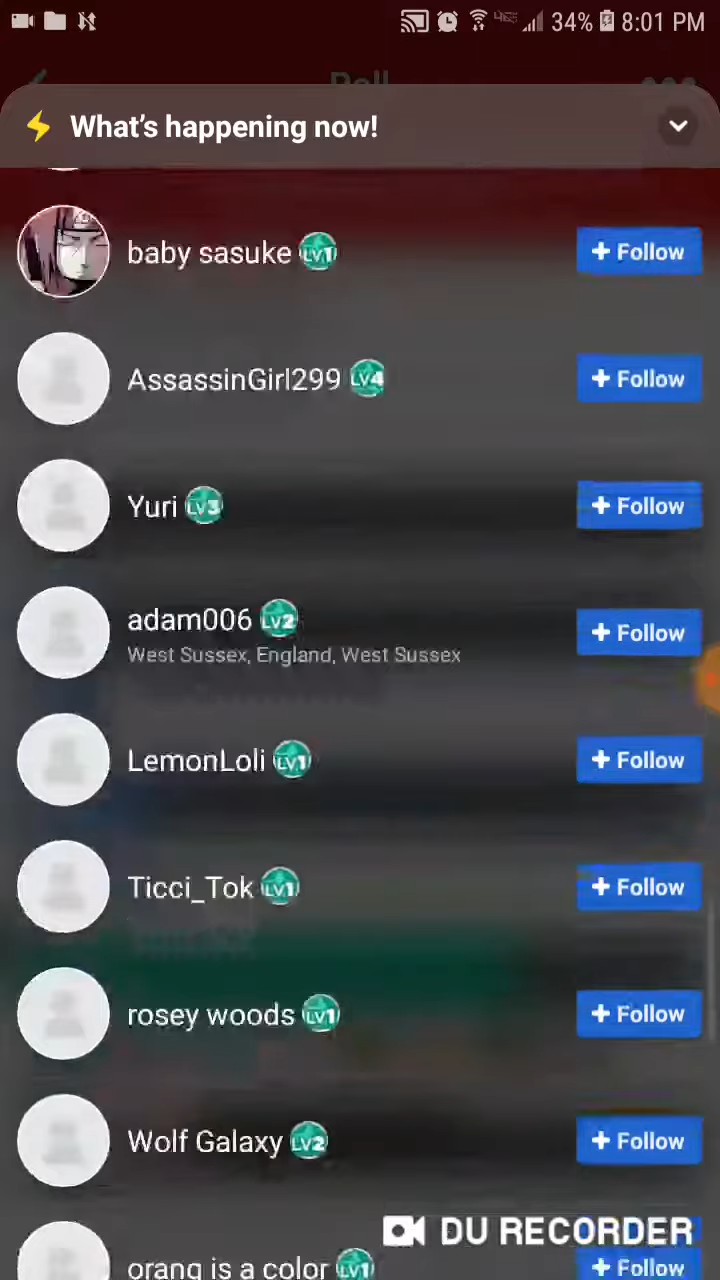 34% 8:01 PM
Poll
What’s happening now!
baby sasuke LV1 + Follow
AssassinGirl299 LV4 + Follow
Yuri LV3 + Follow
adam006 LV2 + Follow
West Sussex, England, West Sussex
LemonLoli LV1 + Follow
Ticci_Tok LV1 + Follow
rosey woods LV1 + Follow
Wolf Galaxy LV2 + Follow
DU RECORDER
orang is a color LV1 + Follow